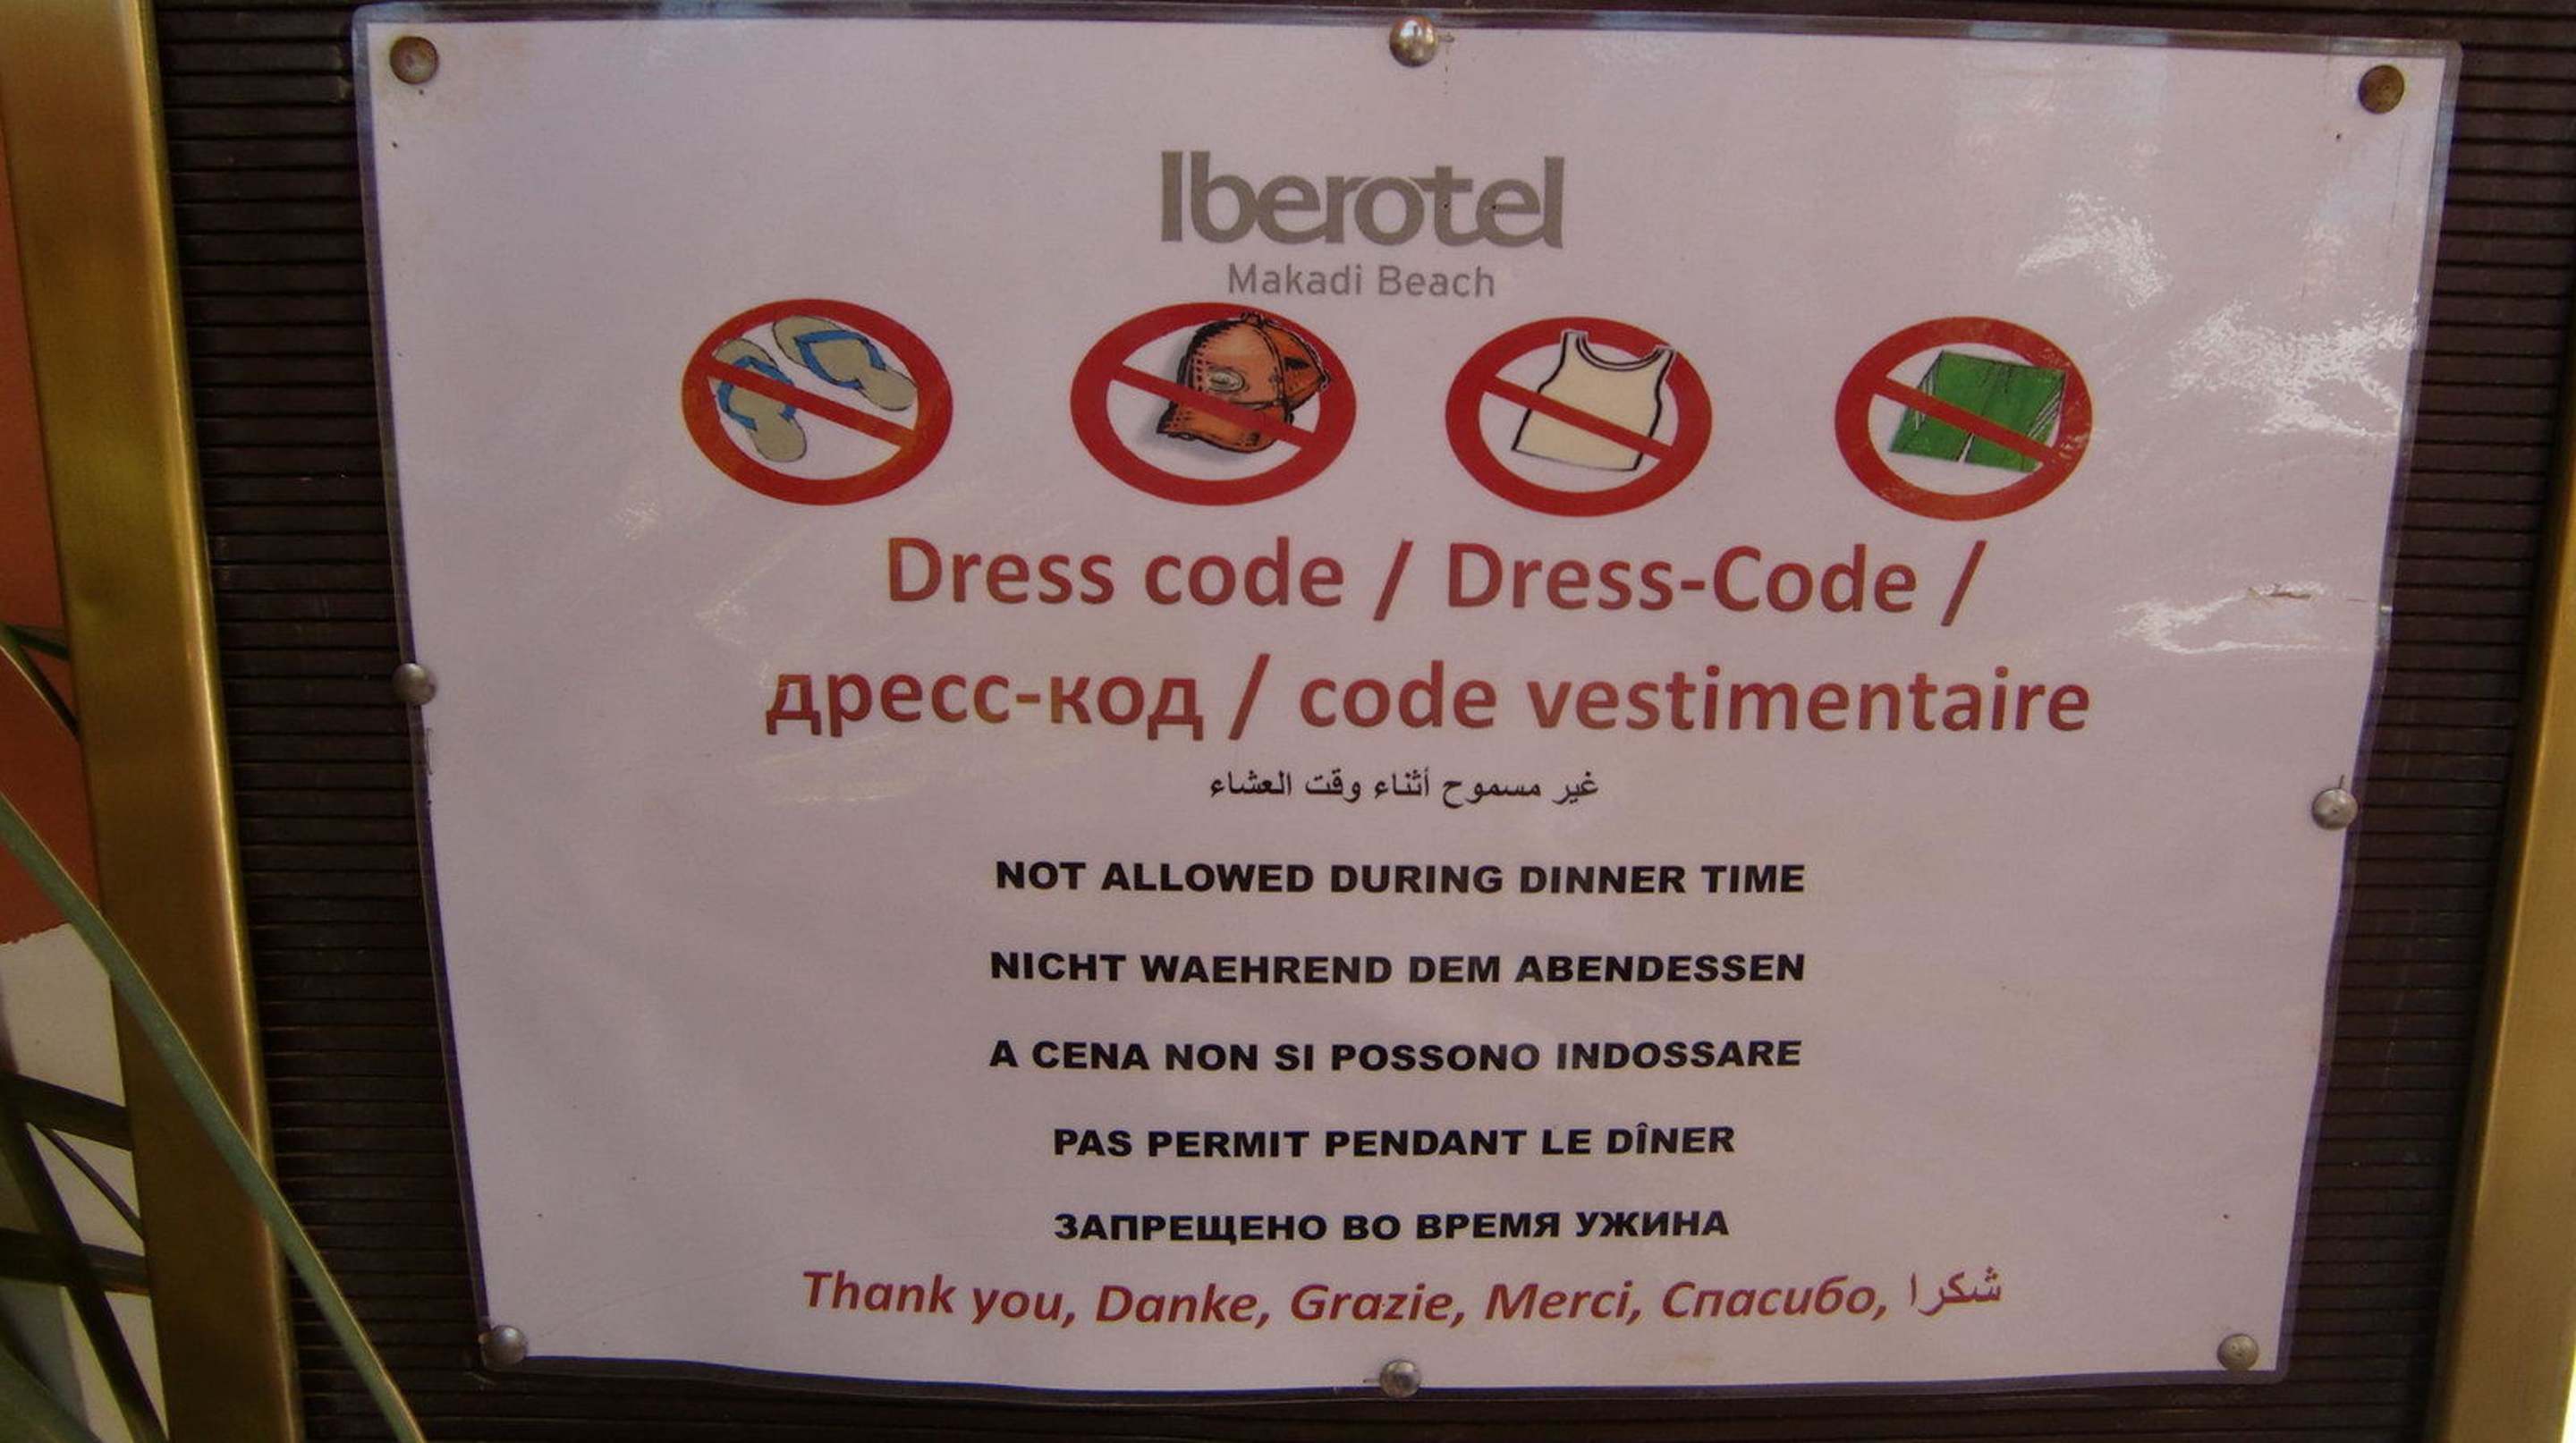 Iberotel
Makadi Beach
Dress code / Dress-Code /
дресс-код / code vestimentaire
غير مسموح أثناء وقت العشاء
NOT ALLOWED DURING DINNER TIME
NICHT WAEHREND DEM ABENDESSEN
A CENA NON SI POSSONO INDOSSARE
PAS PERMIT PENDANT LE DÎNER
ЗАПРЕЩЕНО ВО ВРЕМЯ УЖИНА
Thank you, Danke, Grazie, Merci, Спасибо, شكرا